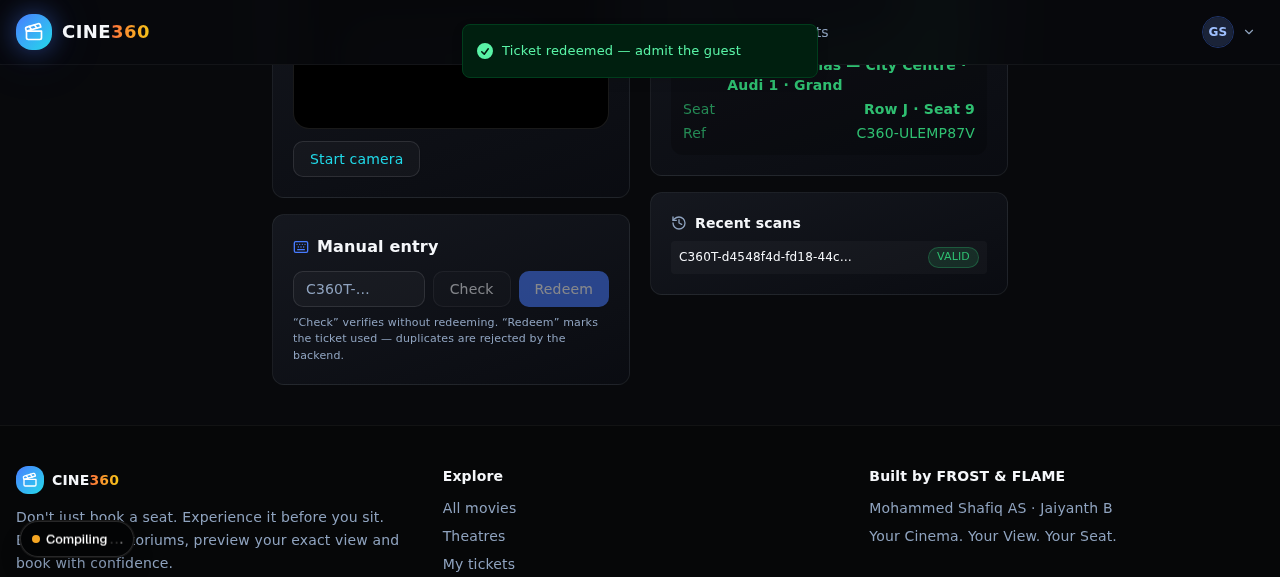 CINE360
Ticket redeemed — admit the guest
GS
City Centre ·
Audi 1 · Grand
Seat
Row J · Seat 9
Ref
C360-ULEMP87V
Start camera
Recent scans
C360T-d4548f4d-fd18-44c...
VALID
Manual entry
C360T-...
Check
Redeem
“Check” verifies without redeeming. “Redeem” marks
the ticket used — duplicates are rejected by the
backend.
CINE360
Don't just book a seat. Experience it before you sit.
preview your exact view and
book with confidence.
Compiling...
Explore
All movies
Theatres
My tickets
Built by FROST & FLAME
Mohammed Shafiq AS · Jaiyanth B
Your Cinema. Your View. Your Seat.